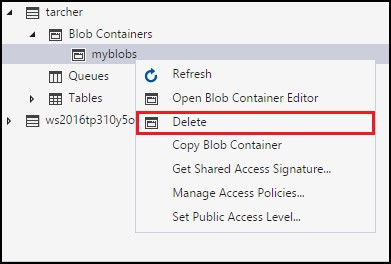 tarcher
Blob Containers
myblobs
Refresh
Queues
Open Blob Container Editor
Tables
Delete
ws2016tp310y5o
Copy Blob Container
Get Shared Access Signature...
Manage Access Policies...
Set Public Access Level...